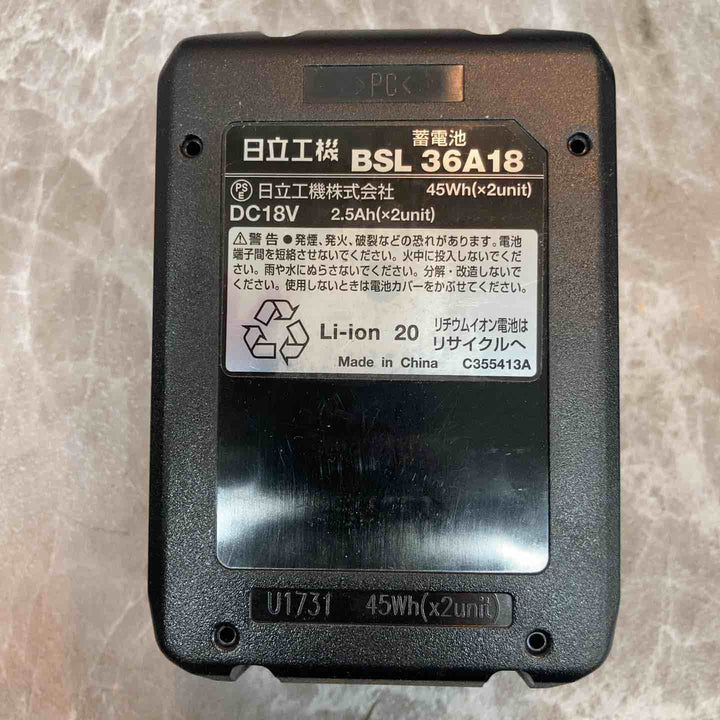 >PC<
日立工機 蓄電池 BSL 36A18
PSE 日立工機株式会社 45Wh(×2unit)
DC18V 2.5Ah(×2unit)
⚠警告 ●発煙、発火、破裂などの恐れがあります。電池
端子間を短絡させないでください。火中に投入しないでくだ
さい。雨や水にぬらさないでください。分解・改造しないで
ください。使用しないときは電池カバーをかぶせてください。
Li-ion 20 リチウムイオン電池は
リサイクルへ
Made in China C355413A
U1731 45Wh(x2unit)